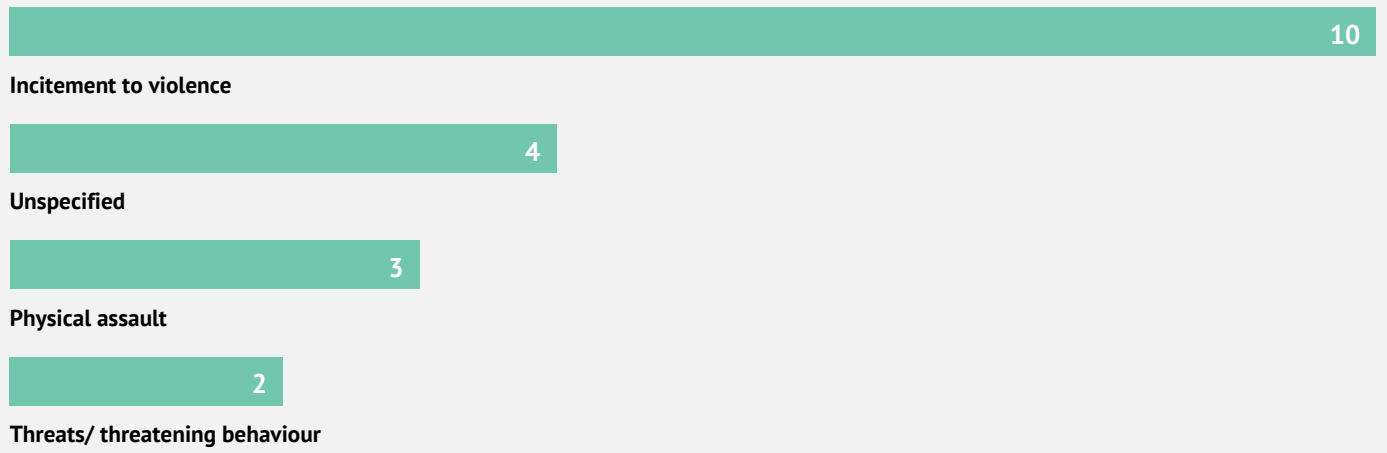 10
Incitement to violence
4
Unspecified
3
Physical assault
2
Threats/ threatening behaviour